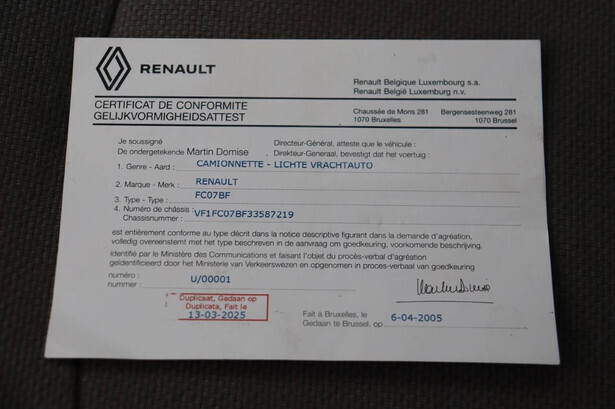 RENAULT
Renault Belgique Luxembourg s.a.
Renault België Luxemburg n.v.
CERTIFICAT DE CONFORMITE
GELIJKVORMIGHEIDSATTEST
Chaussée de Mons 281 Bergensesteenweg 281
1070 Bruxelles 1070 Brussel
Je soussigné Directeur-Général, atteste que le véhicule :
De ondergetekende Martin Domise , Direkteur-Generaal, bevestigt dat het voertuig :
1. Genre - Aard : CAMIONNETTE - LICHTE VRACHTAUTO
2. Marque - Merk : RENAULT
3. Type - Type : FC07BF
4. Numéro de châssis :
Chassisnummer : VF1FC07BF33587219
est entièrement conforme au type décrit dans la notice descriptive figurant dans la demande d'agréation,
volledig overeenstemt met het type beschreven in de aanvraag om goedkeuring, voorkomende beschrijving.
Identifié par le Ministère des Communications et faisant l'objet du procès-verbal d'agréation
geïdentificeerd door het Ministerie van Verkeerswezen en opgenomen in proces-verbaal van goedkeuring
numéro :
nummer : U/00001
Duplicaat, Gedaan op
Duplicata, Fait le
13-03-2025
Fait à Bruxelles, le
Gedaan te Brussel, op 6-04-2005